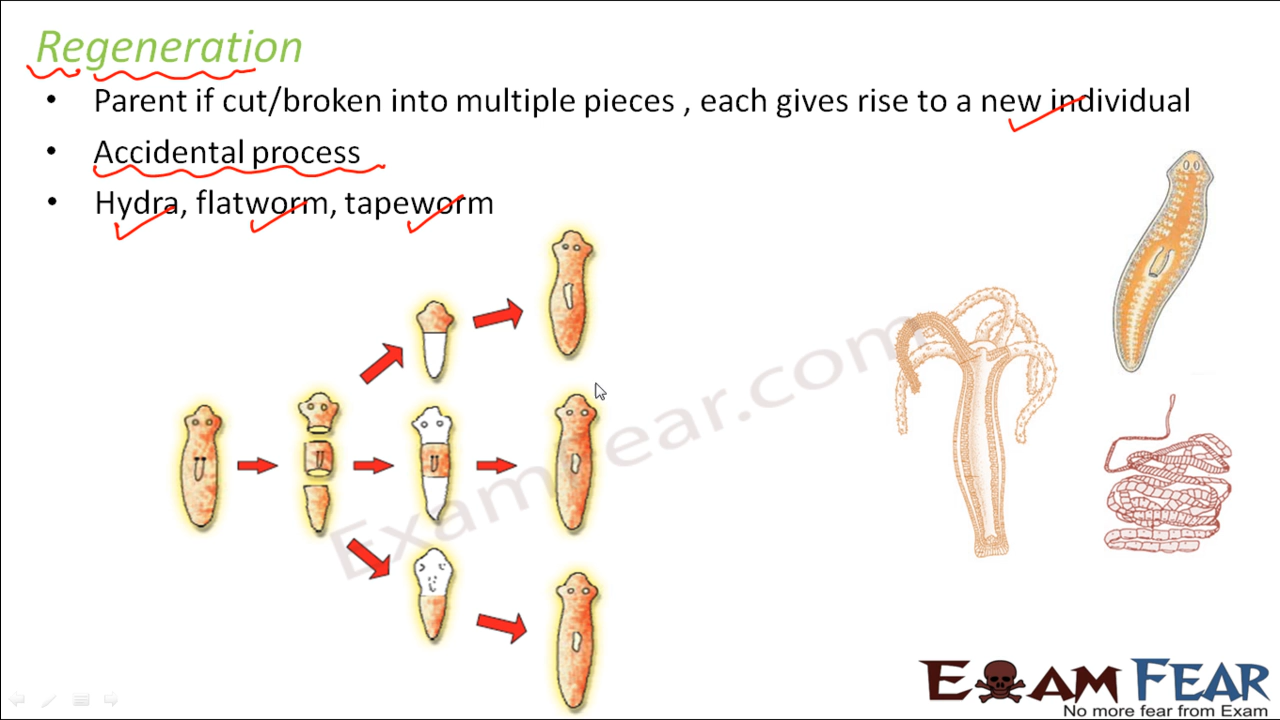 Regeneration
• Parent if cut/broken into multiple pieces , each gives rise to a new individual
• Accidental process
• Hydra, flatworm, tapeworm
Examfear.com
EXAM FEAR
No more fear from Exam